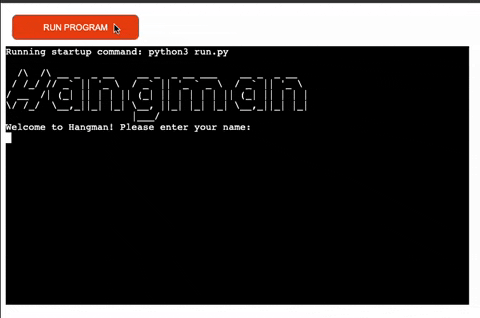 RUN PROGRAM
Running startup command: python3 run.py
Hangman
Welcome to Hangman! Please enter your name: